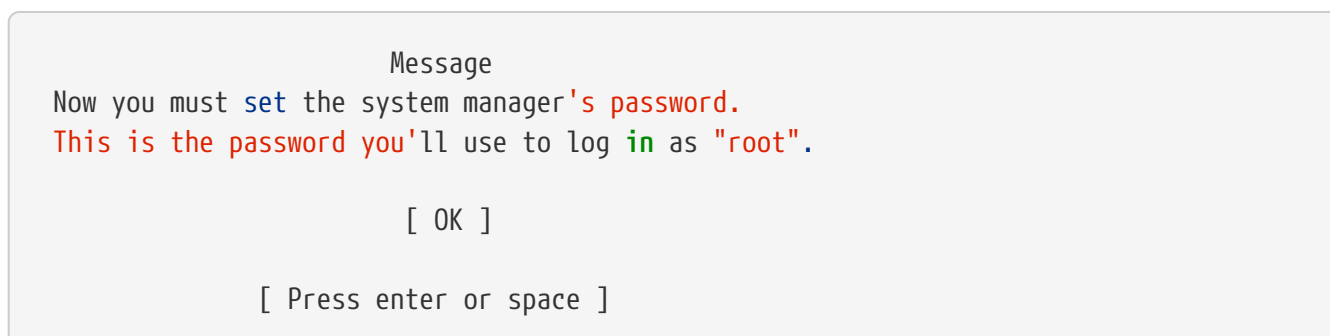 Message
Now you must set the system manager's password.
This is the password you'll use to log in as "root".
[ OK ]
[ Press enter or space ]